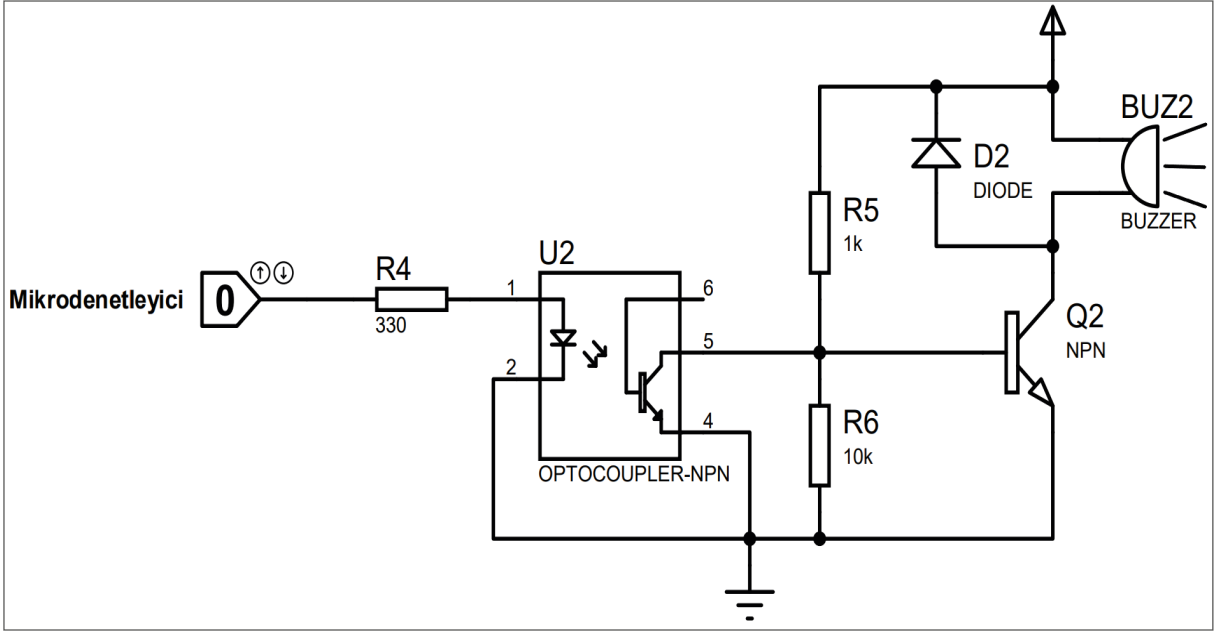 BUZ2
D2
DIODE
BUZZER
R5
1k
U2
R4
Mikrodenetleyici
0
330
1
6
Q2
NPN
5
2
4
R6
10k
OPTOCOUPLER-NPN